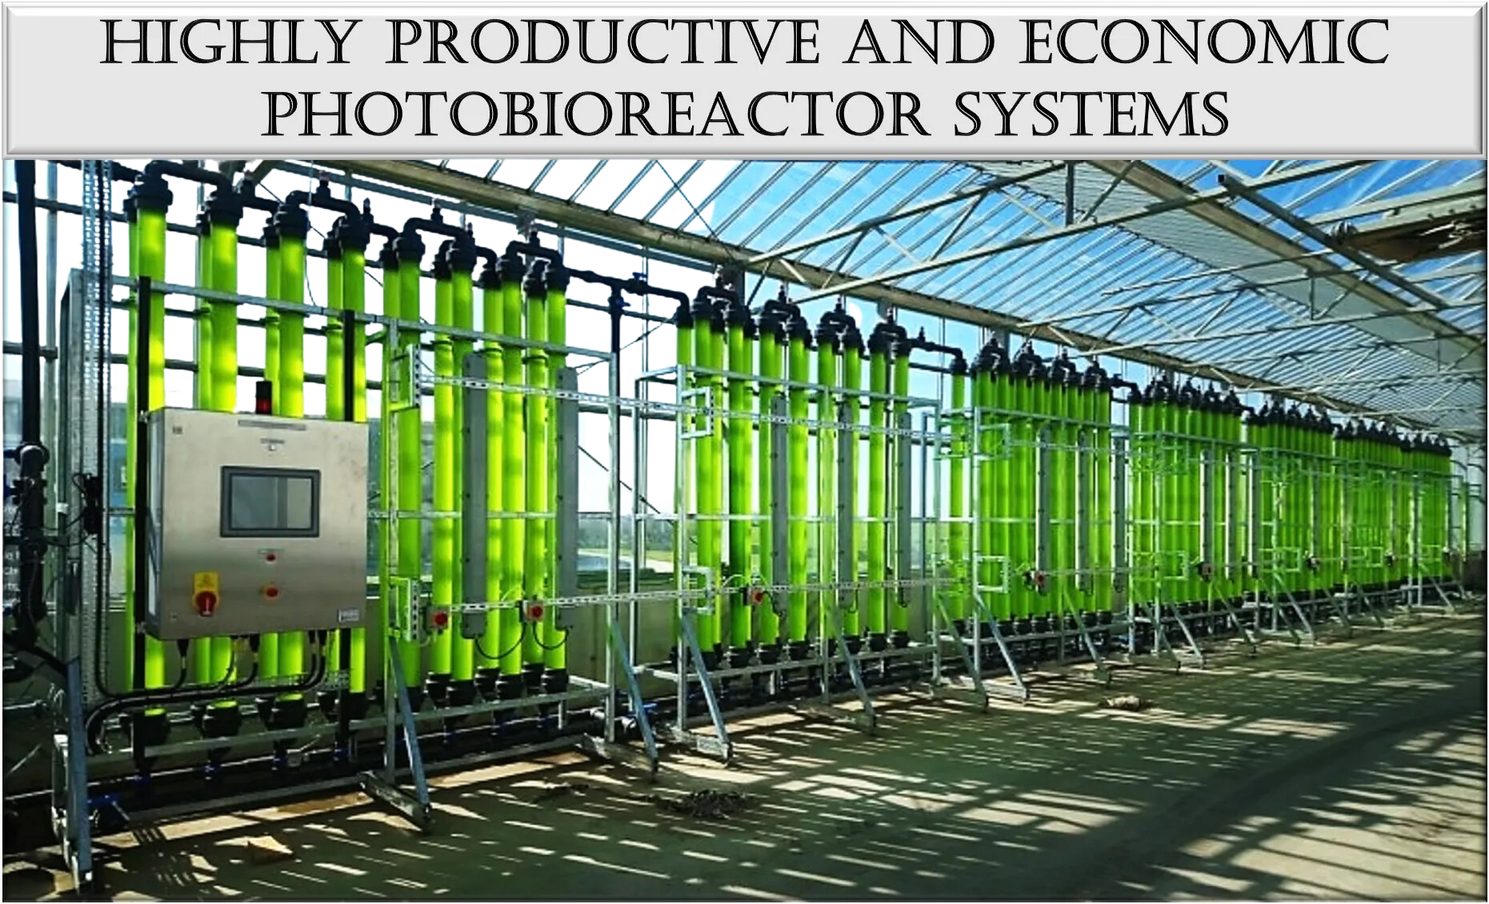 HIGHLY PRODUCTIVE AND ECONOMIC
PHOTOBIOREACTOR SYSTEMS